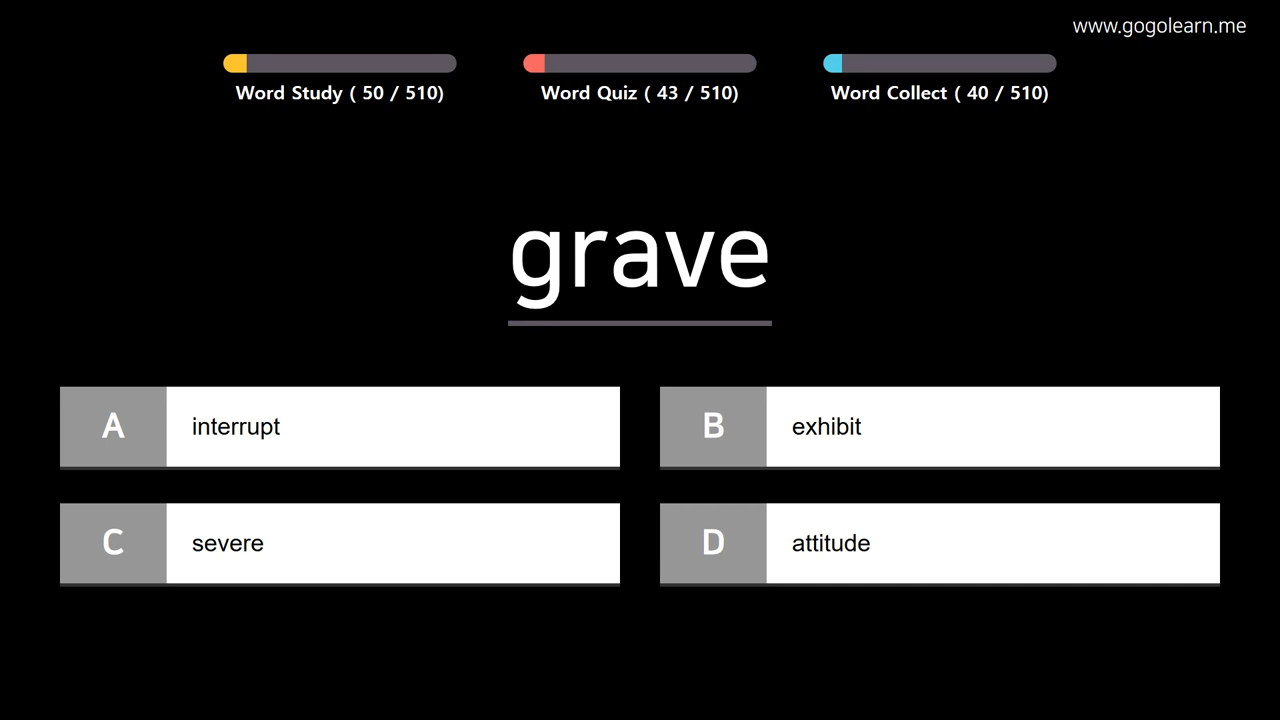 www.gogolearn.me
Word Study ( 50 / 510)
Word Quiz ( 43 / 510)
Word Collect ( 40 / 510)
grave
A interrupt
B exhibit
C severe
D attitude